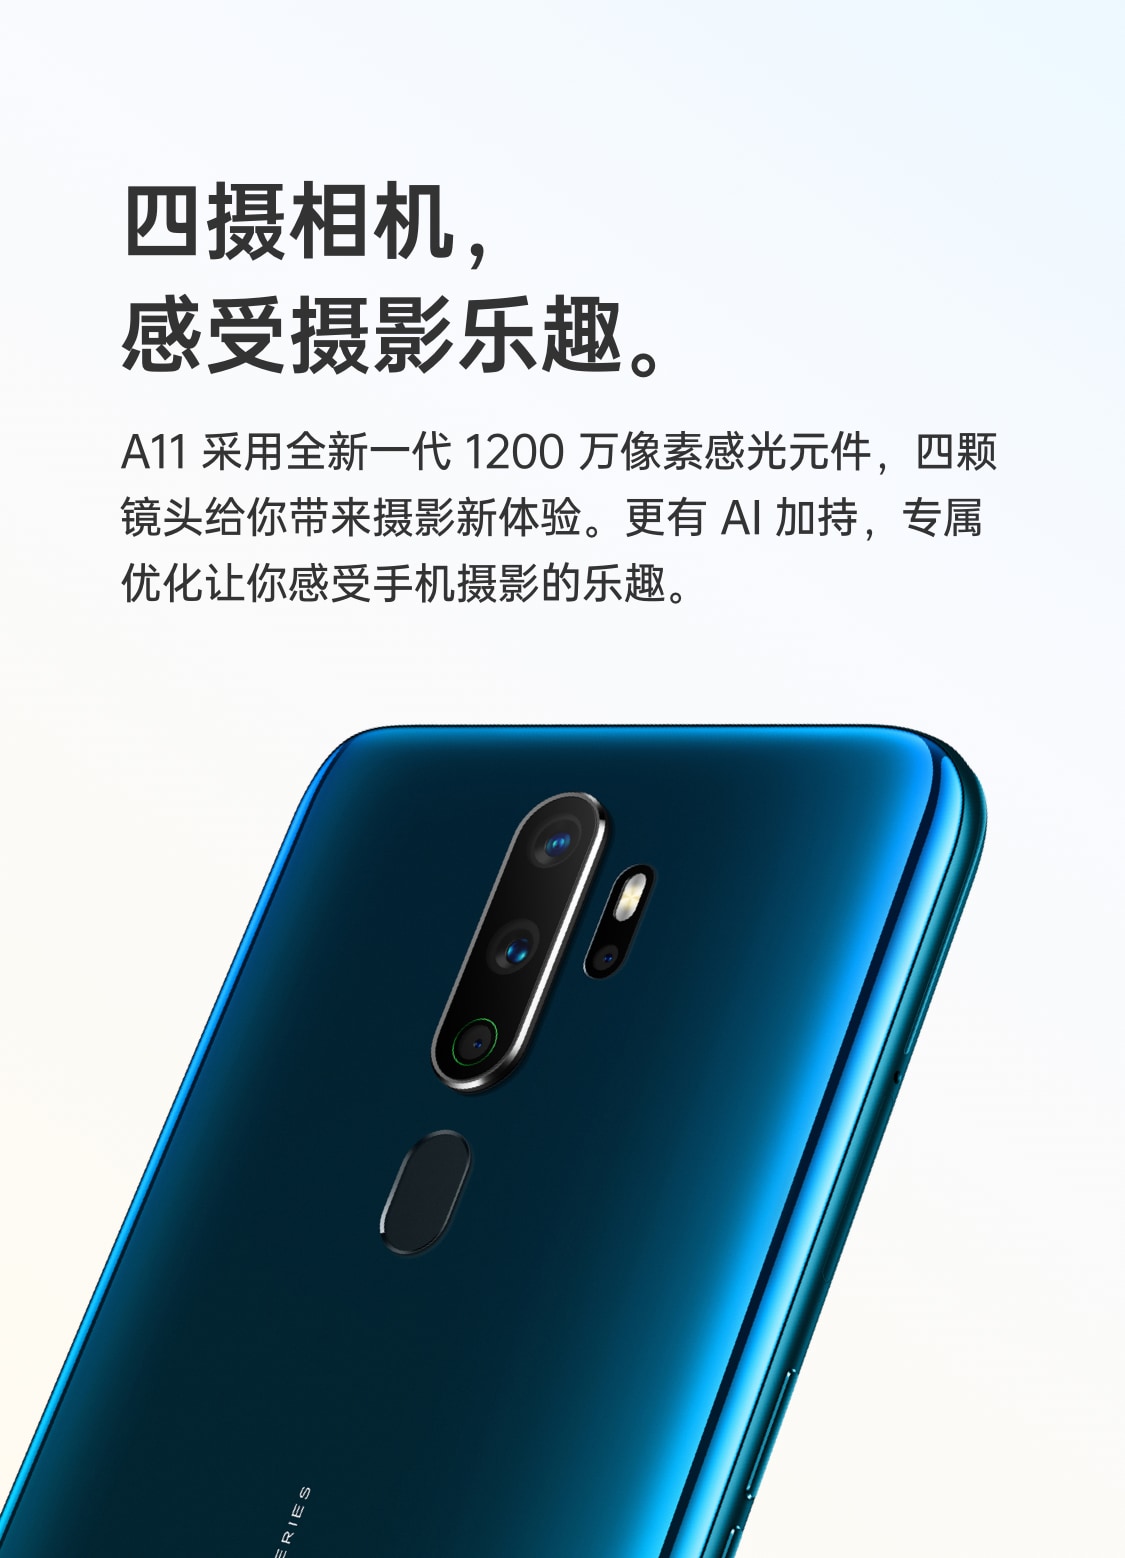 四摄相机，
感受摄影乐趣。
A11 采用全新一代 1200 万像素感光元件，四颗
镜头给你带来摄影新体验。更有 AI 加持，专属
优化让你感受手机摄影的乐趣。
ERIES